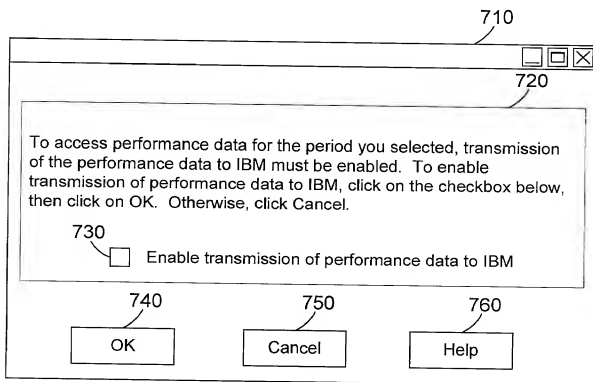 710
720
To access performance data for the period you selected, transmission
of the performance data to IBM must be enabled. To enable
transmission of performance data to IBM, click on the checkbox below,
then click on OK. Otherwise, click Cancel.
730
Enable transmission of performance data to IBM
740 750 760
OK Cancel Help